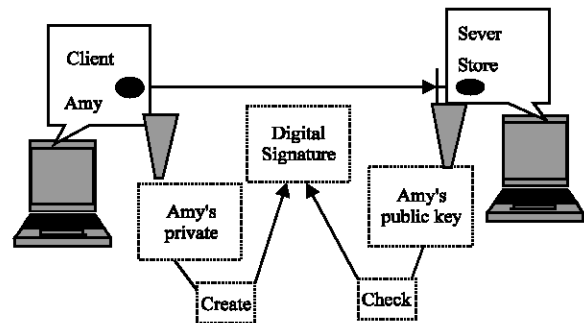 Client
Amy
Sever
Store
Digital
Signature
Amy's
private
Amy's
public key
Create
Check